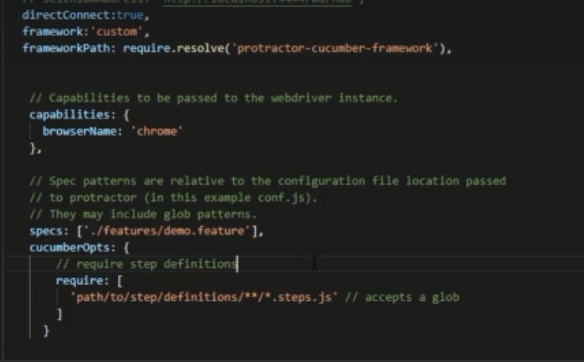 directConnect:true,
framework:'custom',
frameworkPath: require.resolve('protractor-cucumber-framework'),
// Capabilities to be passed to the webdriver instance.
capabilities: {
browserName: 'chrome'
},
// Spec patterns are relative to the configuration file location passed
// to protractor (in this example conf.js).
// They may include glob patterns.
specs: ['./features/demo.feature'],
cucumberOpts: {
// require step definitions
require: [
'path/to/step/definitions/**/*.steps.js' // accepts a glob
]
}